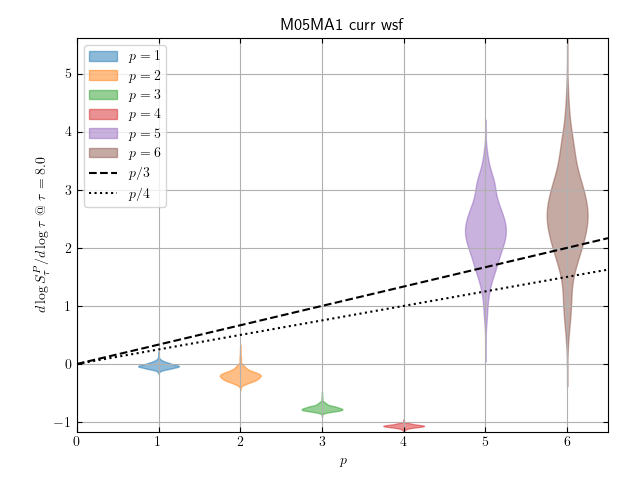 M05MA1 curr wsf
d log S_τ^P / d log τ @ τ = 8.0
5
4
3
2
1
0
−1
p = 1
p = 2
p = 3
p = 4
p = 5
p = 6
p/3
p/4
0 1 2 3 4 5 6
p